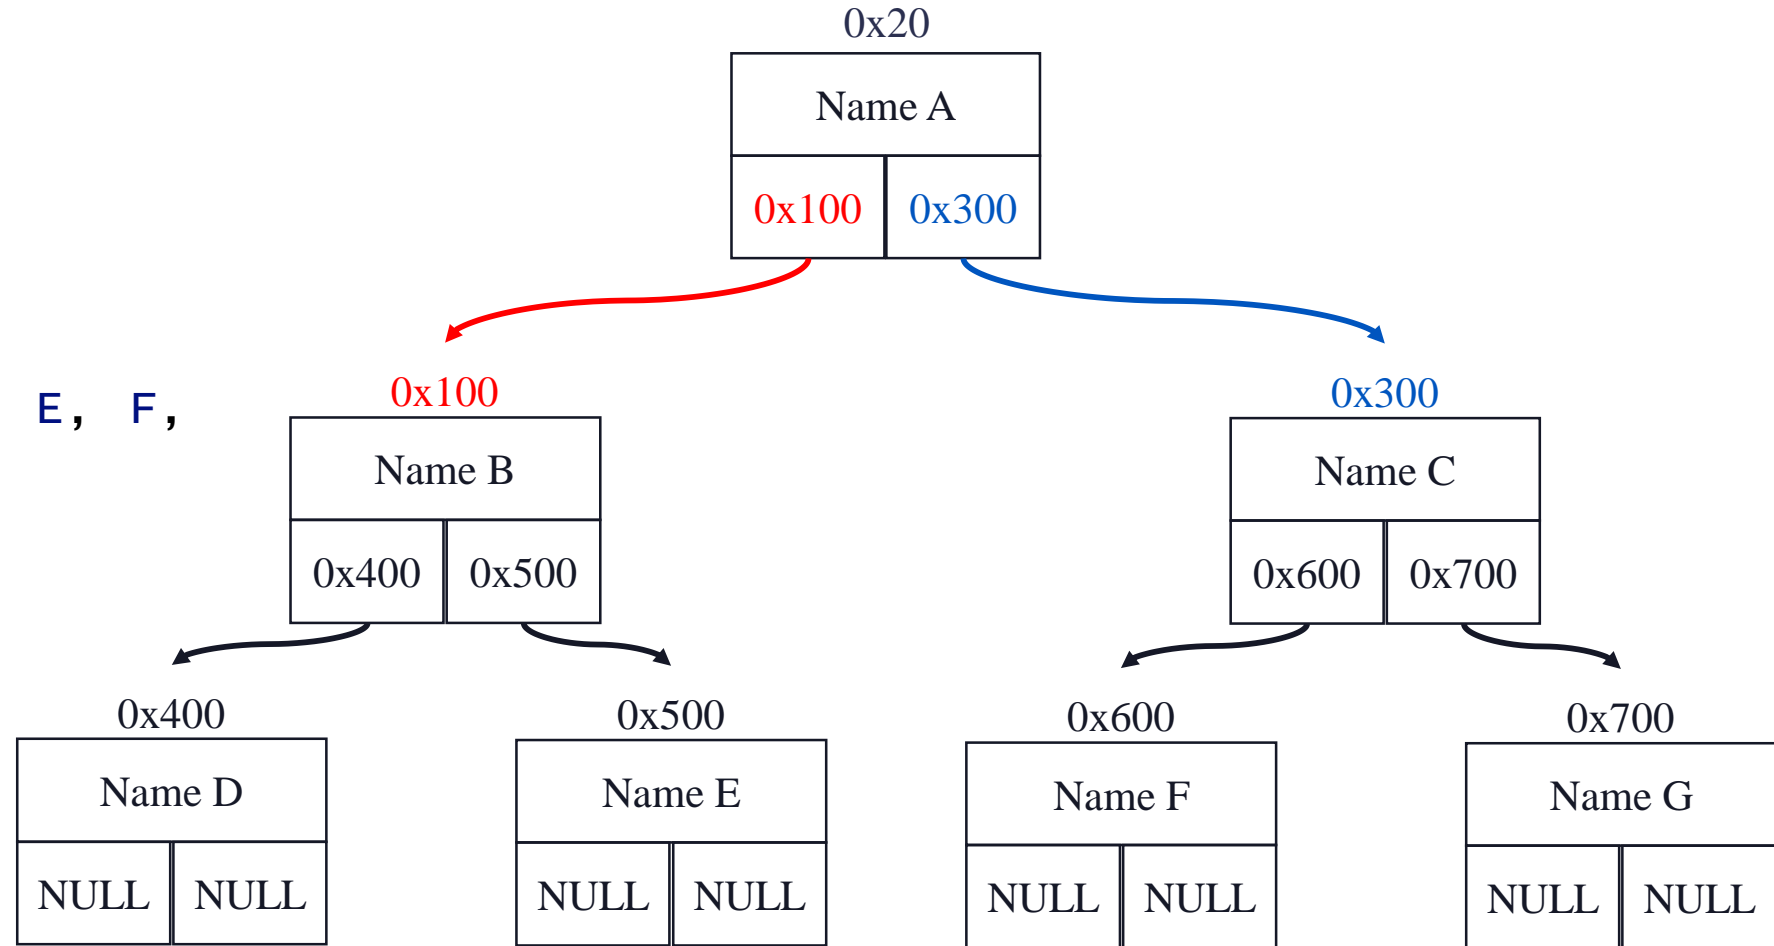 0x20
Name A
0x100 0x300
E, F,
0x100 0x300
Name B Name C
0x400 0x500 0x600 0x700
0x400 0x500 0x600 0x700
Name D Name E Name F Name G
NULL NULL NULL NULL NULL NULL NULL NULL